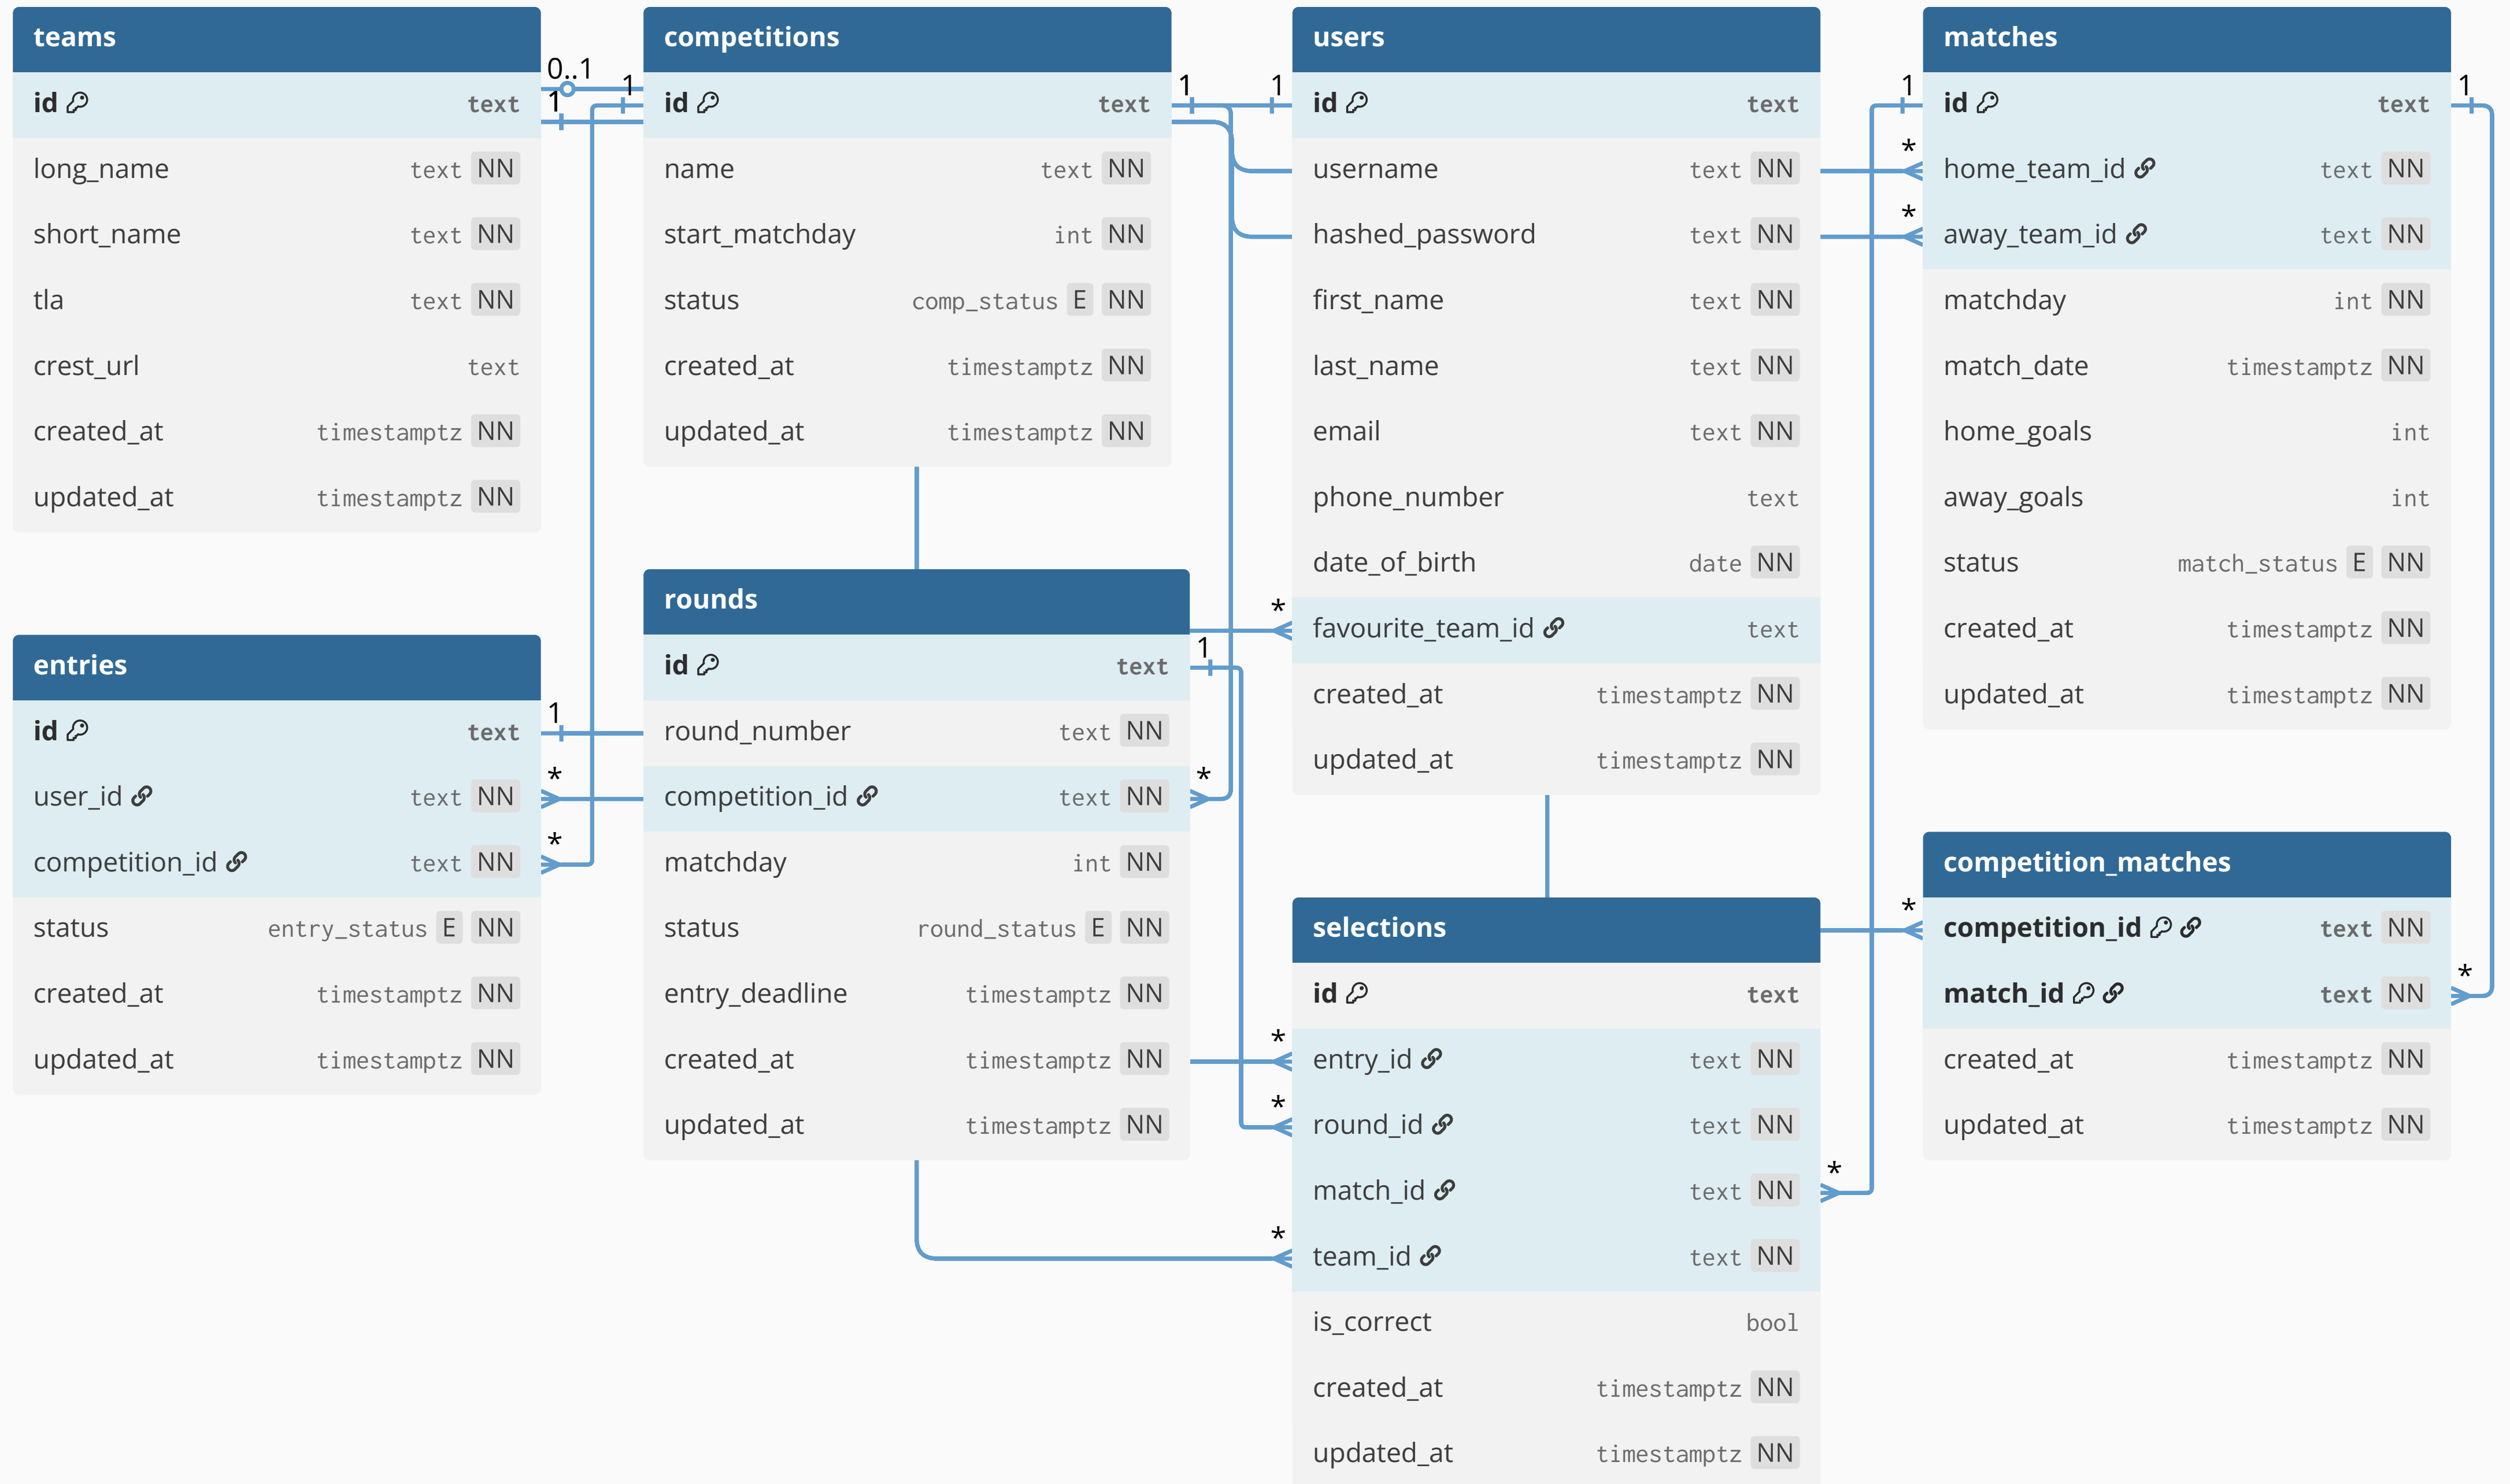 teams
id text
long_name text NN
short_name text NN
tla text NN
crest_url text
created_at timestamptz NN
updated_at timestamptz NN
0..1
1
1
competitions
id text
name text NN
start_matchday int NN
status comp_status E NN
created_at timestamptz NN
updated_at timestamptz NN
1
1
users
id text
username text NN
hashed_password text NN
first_name text NN
last_name text NN
email text NN
phone_number text
date_of_birth date NN
* favourite_team_id text
created_at timestamptz NN
updated_at timestamptz NN
1
1
matches
id text
* home_team_id text NN
* away_team_id text NN
matchday int NN
match_date timestamptz NN
home_goals int
away_goals int
status match_status E NN
created_at timestamptz NN
updated_at timestamptz NN
entries
id text 1
user_id text NN *
competition_id text NN *
status entry_status E NN
created_at timestamptz NN
updated_at timestamptz NN
rounds
id text 1
round_number text NN
competition_id text NN *
matchday int NN
status round_status E NN
entry_deadline timestamptz NN
created_at timestamptz NN
updated_at timestamptz NN
selections
id text
* entry_id text NN
* round_id text NN
match_id text NN *
* team_id text NN
is_correct bool
created_at timestamptz NN
updated_at timestamptz NN
competition_matches
* competition_id text NN
match_id text NN *
created_at timestamptz NN
updated_at timestamptz NN